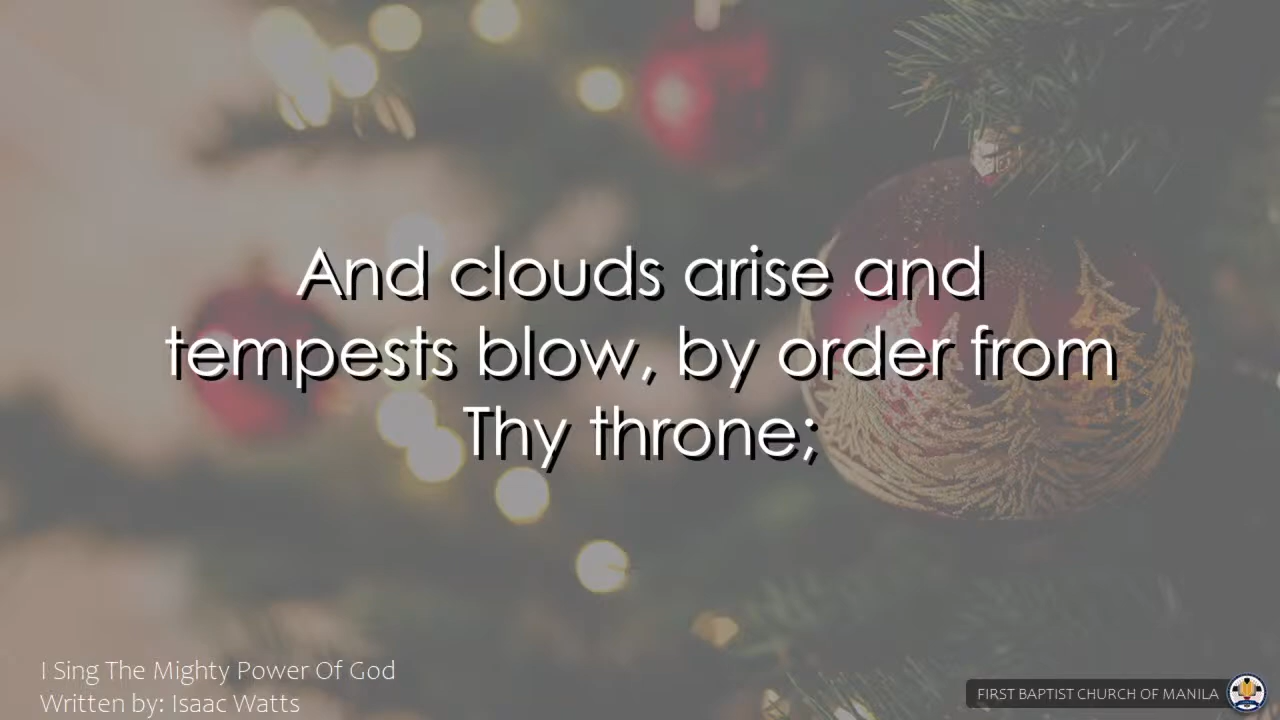 And clouds arise and
tempests blow, by order from
Thy throne;
I Sing The Mighty Power Of God
Written by: Isaac Watts
FIRST BAPTIST CHURCH OF MANILA